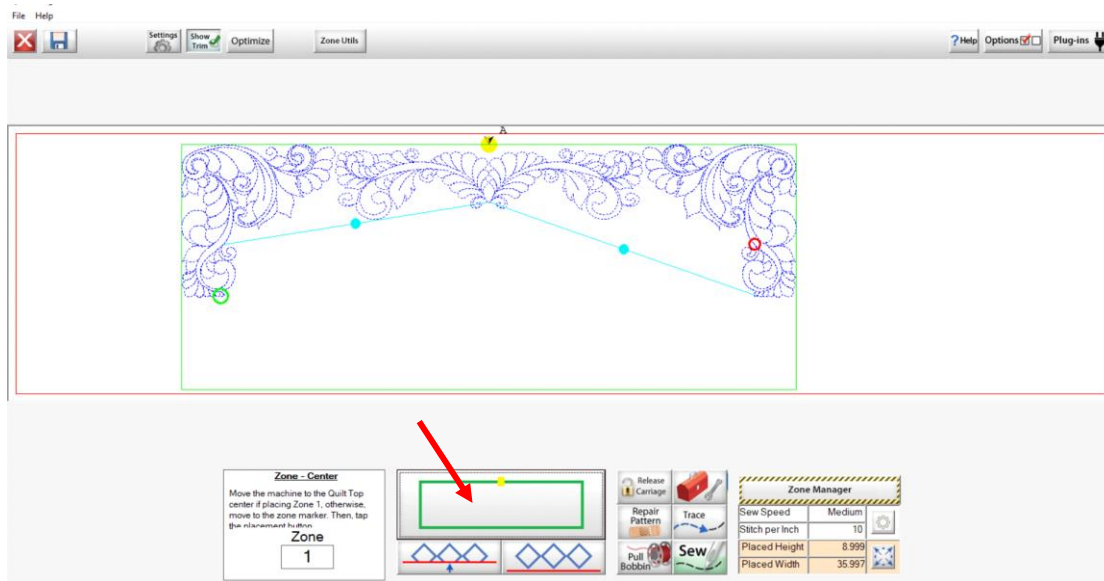 File Help
Settings
Show Trim
Optimize
Zone Utils
?Help
Options
Plug-ins
A
Zone - Center
Move the machine to the Quilt Top
center if placing Zone 1, otherwise,
move to the zone marker. Then, tap
the placement button
Zone
1
Release
Carriage
Repair
Pattern
Trace
Pull
Bobbin
Sew
Zone Manager
Sew Speed Medium
Stitch per Inch 10
Placed Height 8.999
Placed Width 35.997